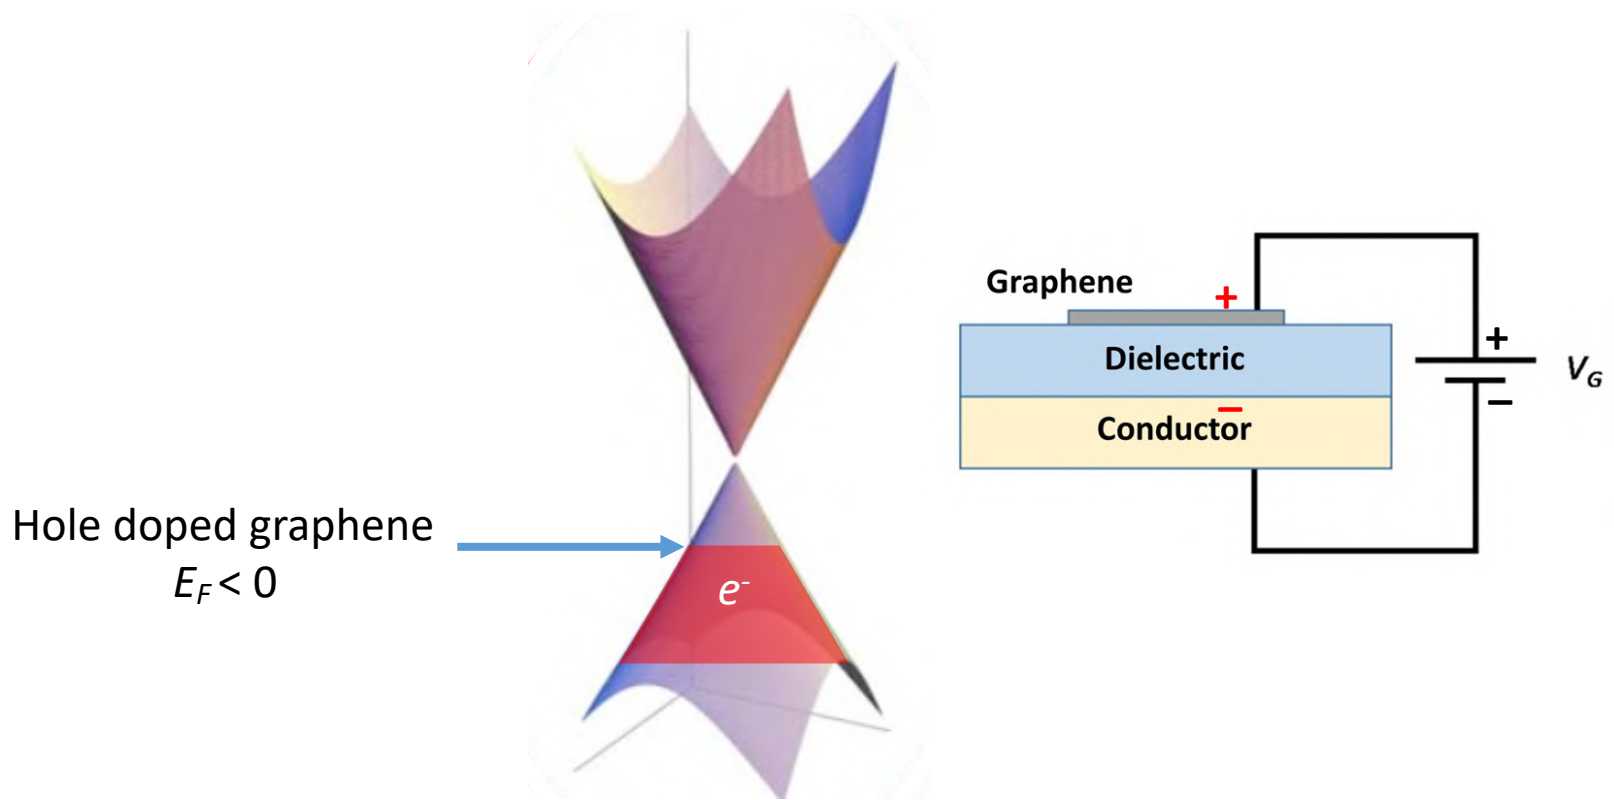 Hole doped graphene
E_F < 0
e⁻
Graphene
+
Dielectric
−
Conductor
+
−
V_G